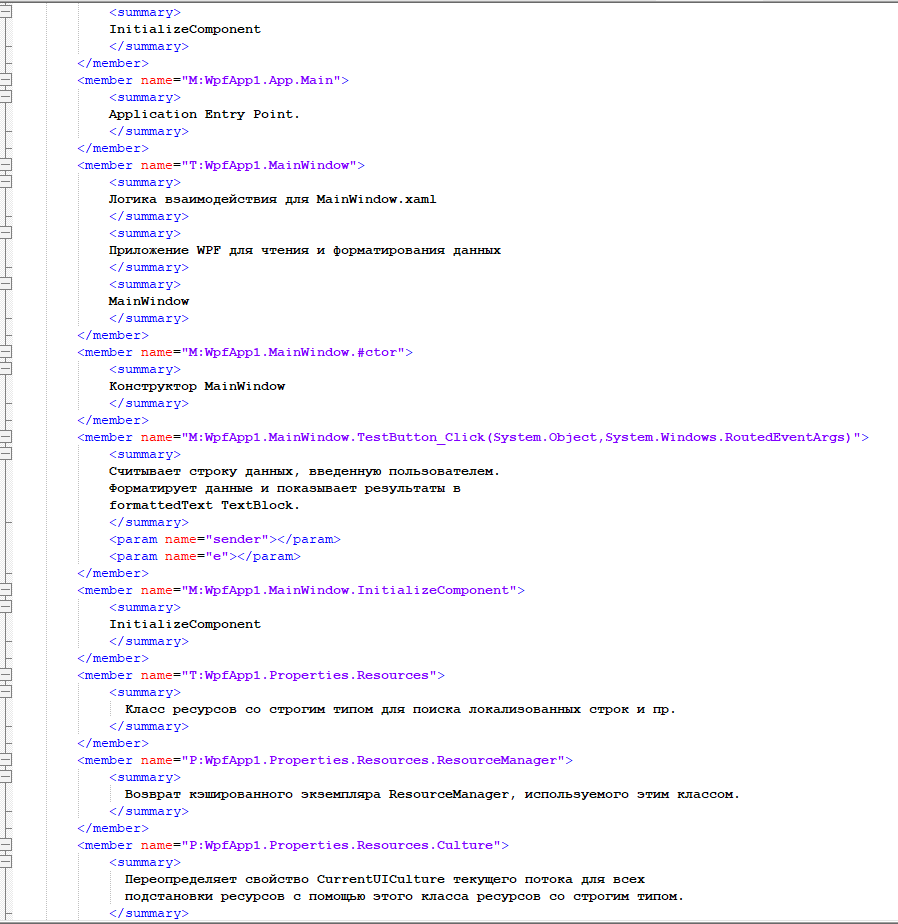 <summary>
InitializeComponent
</summary>
</member>
<member name="M:WpfApp1.App.Main">
<summary>
Application Entry Point.
</summary>
</member>
<member name="T:WpfApp1.MainWindow">
<summary>
Логика взаимодействия для MainWindow.xaml
</summary>
<summary>
Приложение WPF для чтения и форматирования данных
</summary>
<summary>
MainWindow
</summary>
</member>
<member name="M:WpfApp1.MainWindow.#ctor">
<summary>
Конструктор MainWindow
</summary>
</member>
<member name="M:WpfApp1.MainWindow.TestButton_Click(System.Object,System.Windows.RoutedEventArgs)">
<summary>
Считывает строку данных, введенную пользователем.
Форматирует данные и показывает результаты в
formattedText TextBlock.
</summary>
<param name="sender"></param>
<param name="e"></param>
</member>
<member name="M:WpfApp1.MainWindow.InitializeComponent">
<summary>
InitializeComponent
</summary>
</member>
<member name="T:WpfApp1.Properties.Resources">
<summary>
Класс ресурсов со строгим типом для поиска локализованных строк и пр.
</summary>
</member>
<member name="P:WpfApp1.Properties.Resources.ResourceManager">
<summary>
Возврат кэшированного экземпляра ResourceManager, используемого этим классом.
</summary>
</member>
<member name="P:WpfApp1.Properties.Resources.Culture">
<summary>
Переопределяет свойство CurrentUICulture текущего потока для всех
подстановки ресурсов с помощью этого класса ресурсов со строгим типом.
</summary>